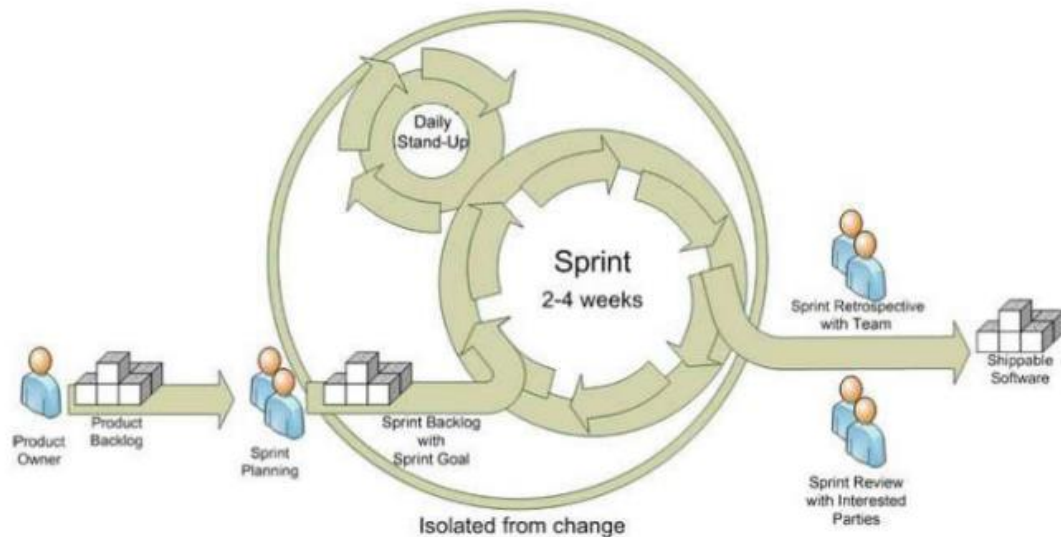 Daily
Stand-Up
Sprint
2-4 weeks
Product
Owner
Product
Backlog
Sprint
Planning
Sprint Backlog
with
Sprint Goal
Sprint Retrospective
with Team
Shippable
Software
Sprint Review
with Interested
Parties
Isolated from change